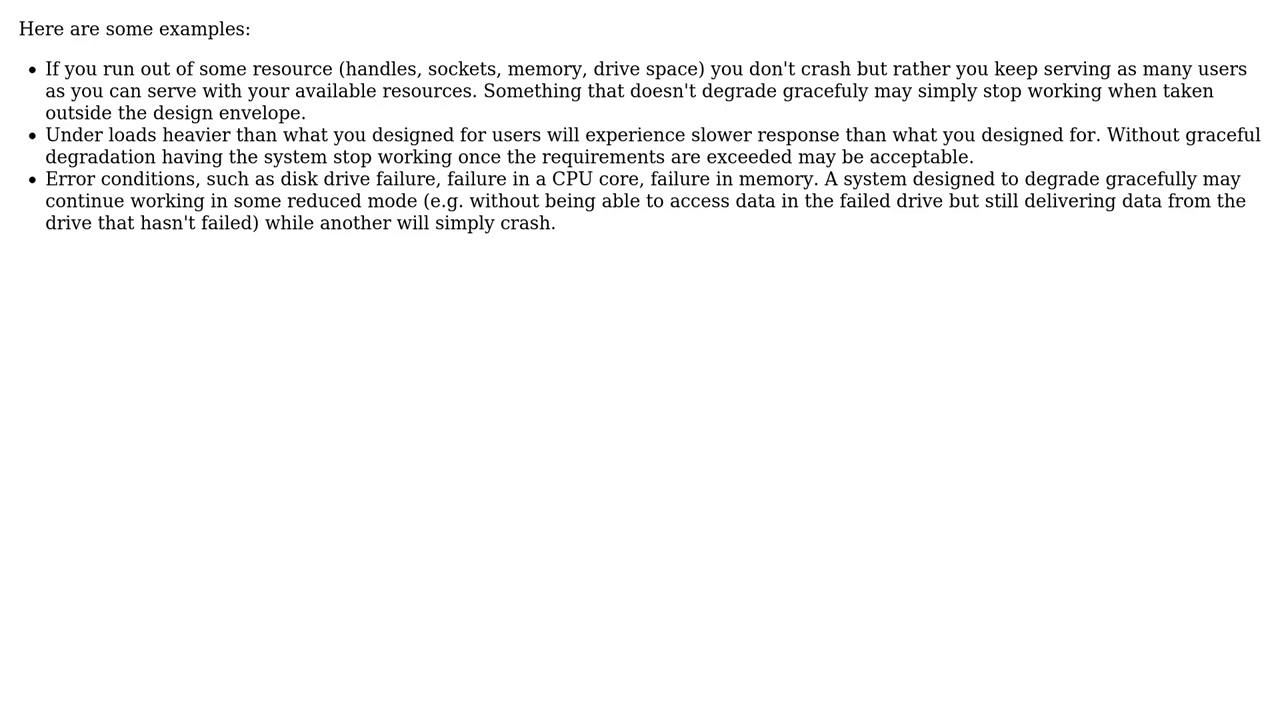 Here are some examples:
• If you run out of some resource (handles, sockets, memory, drive space) you don't crash but rather you keep serving as many users
as you can serve with your available resources. Something that doesn't degrade gracefuly may simply stop working when taken
outside the design envelope.
• Under loads heavier than what you designed for users will experience slower response than what you designed for. Without graceful
degradation having the system stop working once the requirements are exceeded may be acceptable.
• Error conditions, such as disk drive failure, failure in a CPU core, failure in memory. A system designed to degrade gracefully may
continue working in some reduced mode (e.g. without being able to access data in the failed drive but still delivering data from the
drive that hasn't failed) while another will simply crash.